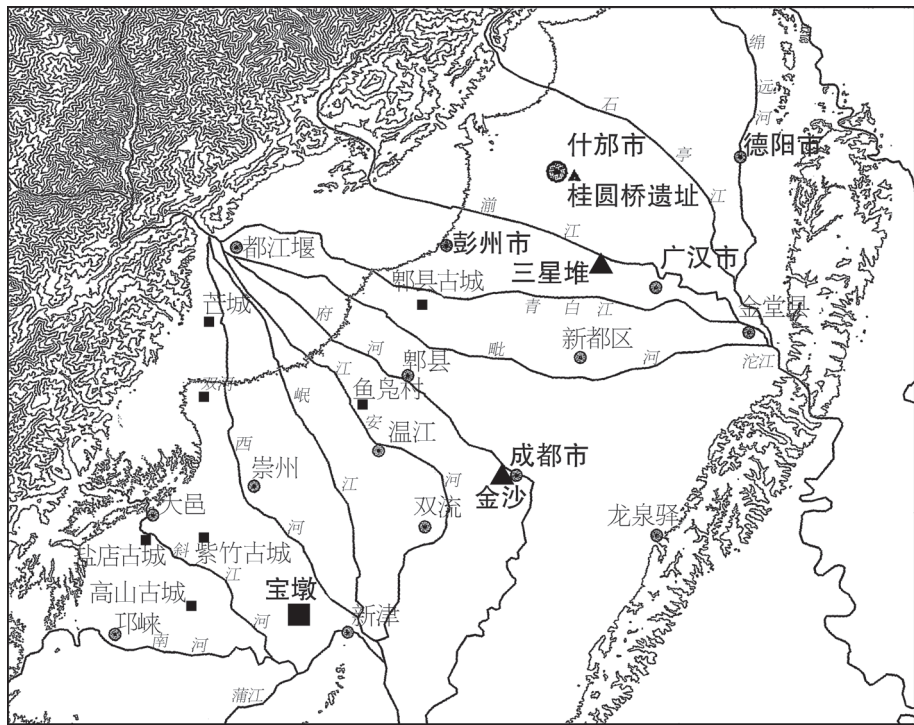 绵远河
石亭江
什邡市
德阳市
桂圆桥遗址
湔江
都江堰
彭州市
广汉市
三星堆
郫县古城
芒城
青白江
金堂县
府河
新都区
毗河
沱江
郫县
双河
鱼凫村
江安河
岷江
温江
西河
崇州
成都市
金沙
大邑
双流
龙泉驿
盐店古城
紫竹古城
斜江河
高山古城
宝墩
新津
邛崃
南河
蒲江